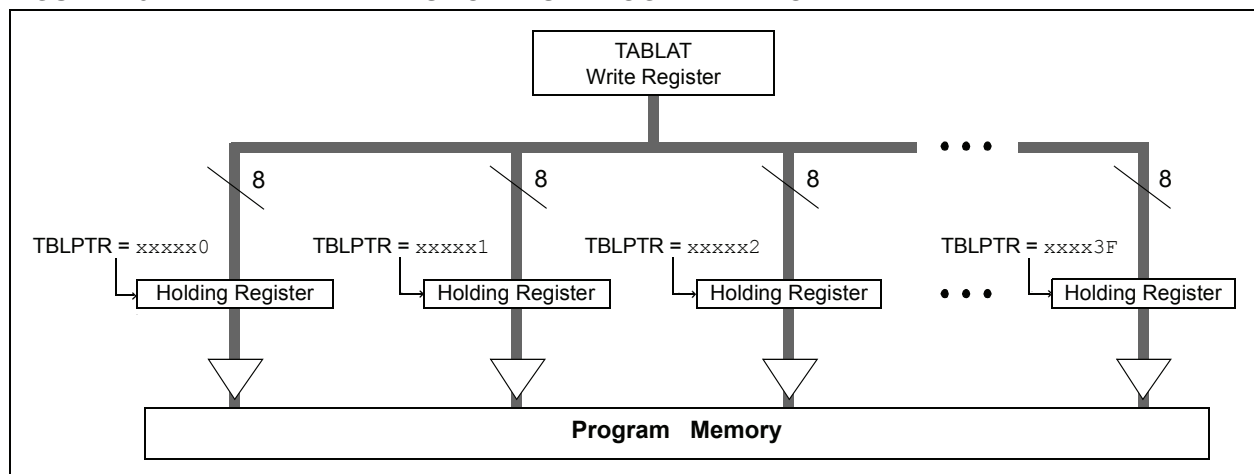 TABLAT
Write Register
8 8 8 8
TBLPTR = xxxxx0 TBLPTR = xxxxx1 TBLPTR = xxxxx2 TBLPTR = xxxx3F
Holding Register Holding Register Holding Register Holding Register
Program Memory